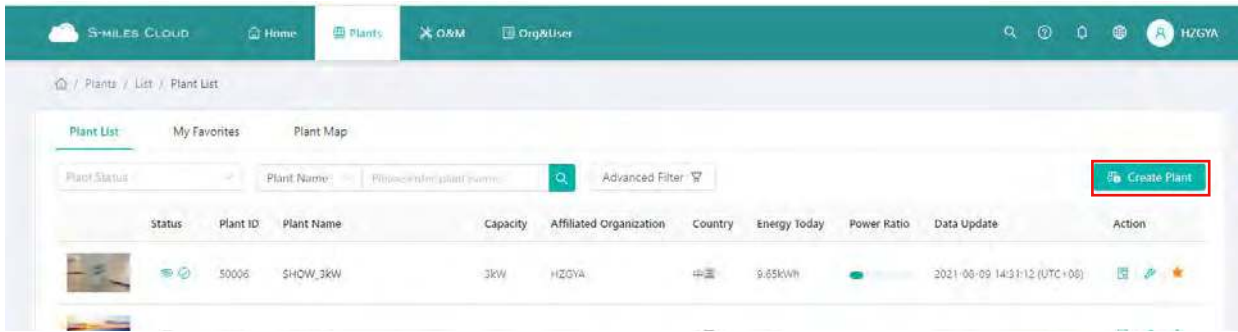 S-MILES CLOUD Home Plants O&M Org&User HZGYA
/ Plants / List / Plant List
Plant List My Favorites Plant Map
Plant Status Plant Name Please enter plant name Advanced Filter Create Plant
Status Plant ID Plant Name Capacity Affiliated Organization Country Energy Today Power Ratio Data Update Action
50006 SHOW_3kW 3kW HZGYA 中国 9.65kWh 2021-08-09 14:31:12 (UTC+08)